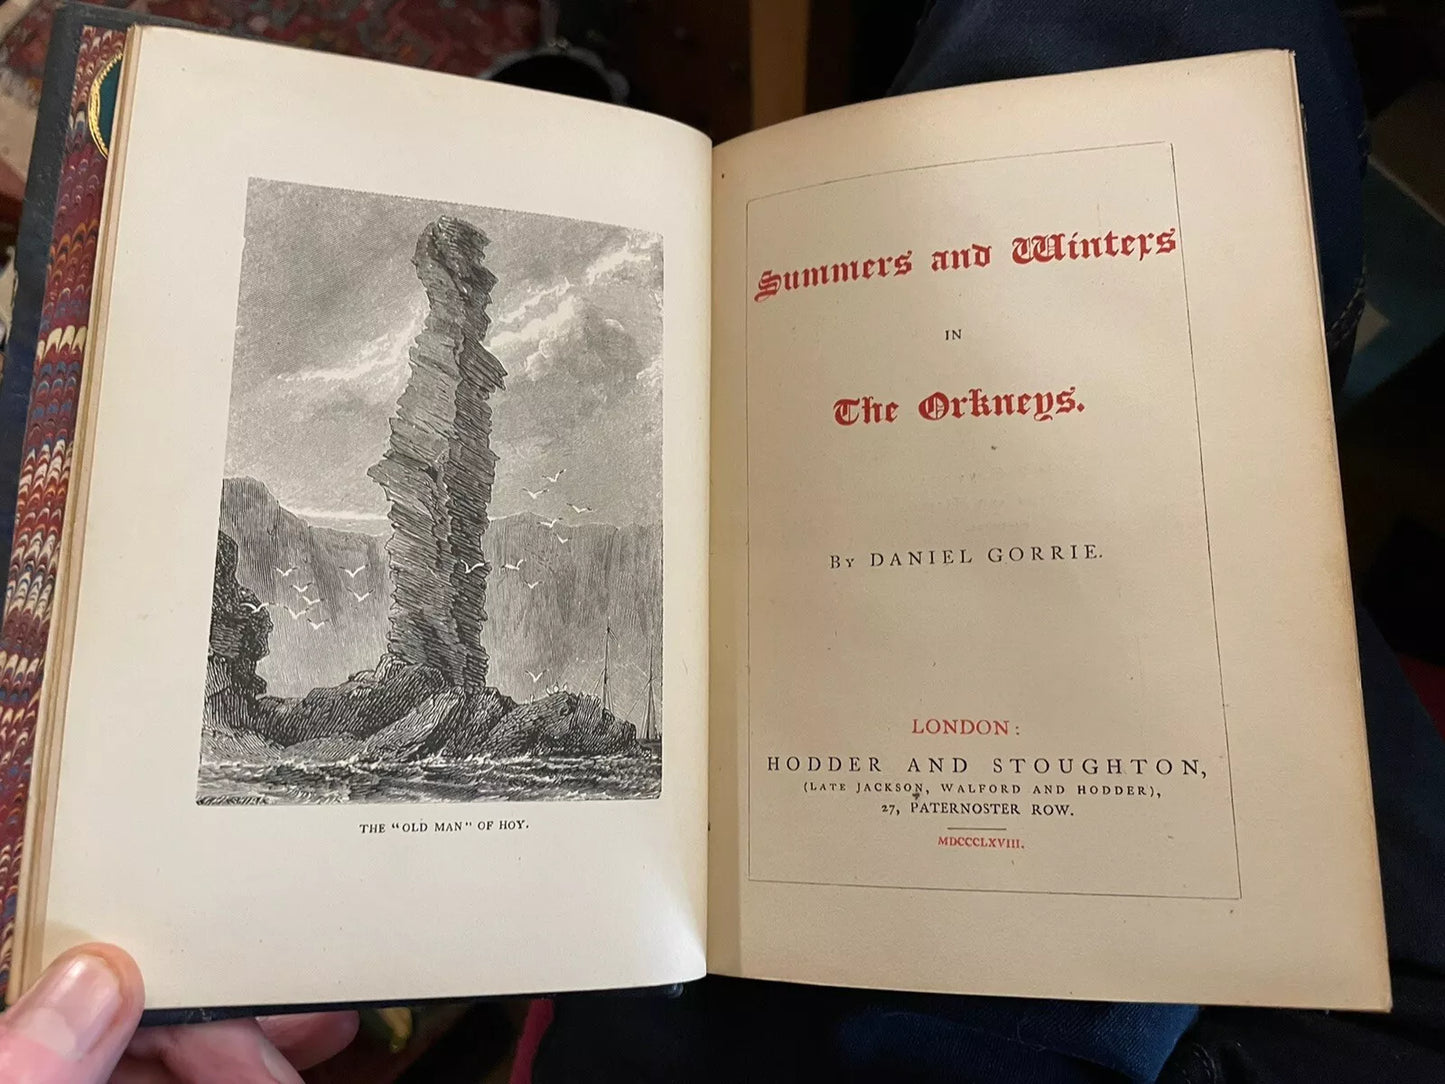 THE "OLD MAN" OF HOY.
Summers and Winters
IN
The Orkneys.
By DANIEL GORRIE.
LONDON:
HODDER AND STOUGHTON,
(LATE JACKSON, WALFORD AND HODDER),
27, PATERNOSTER ROW.
MDCCCLXVIII.